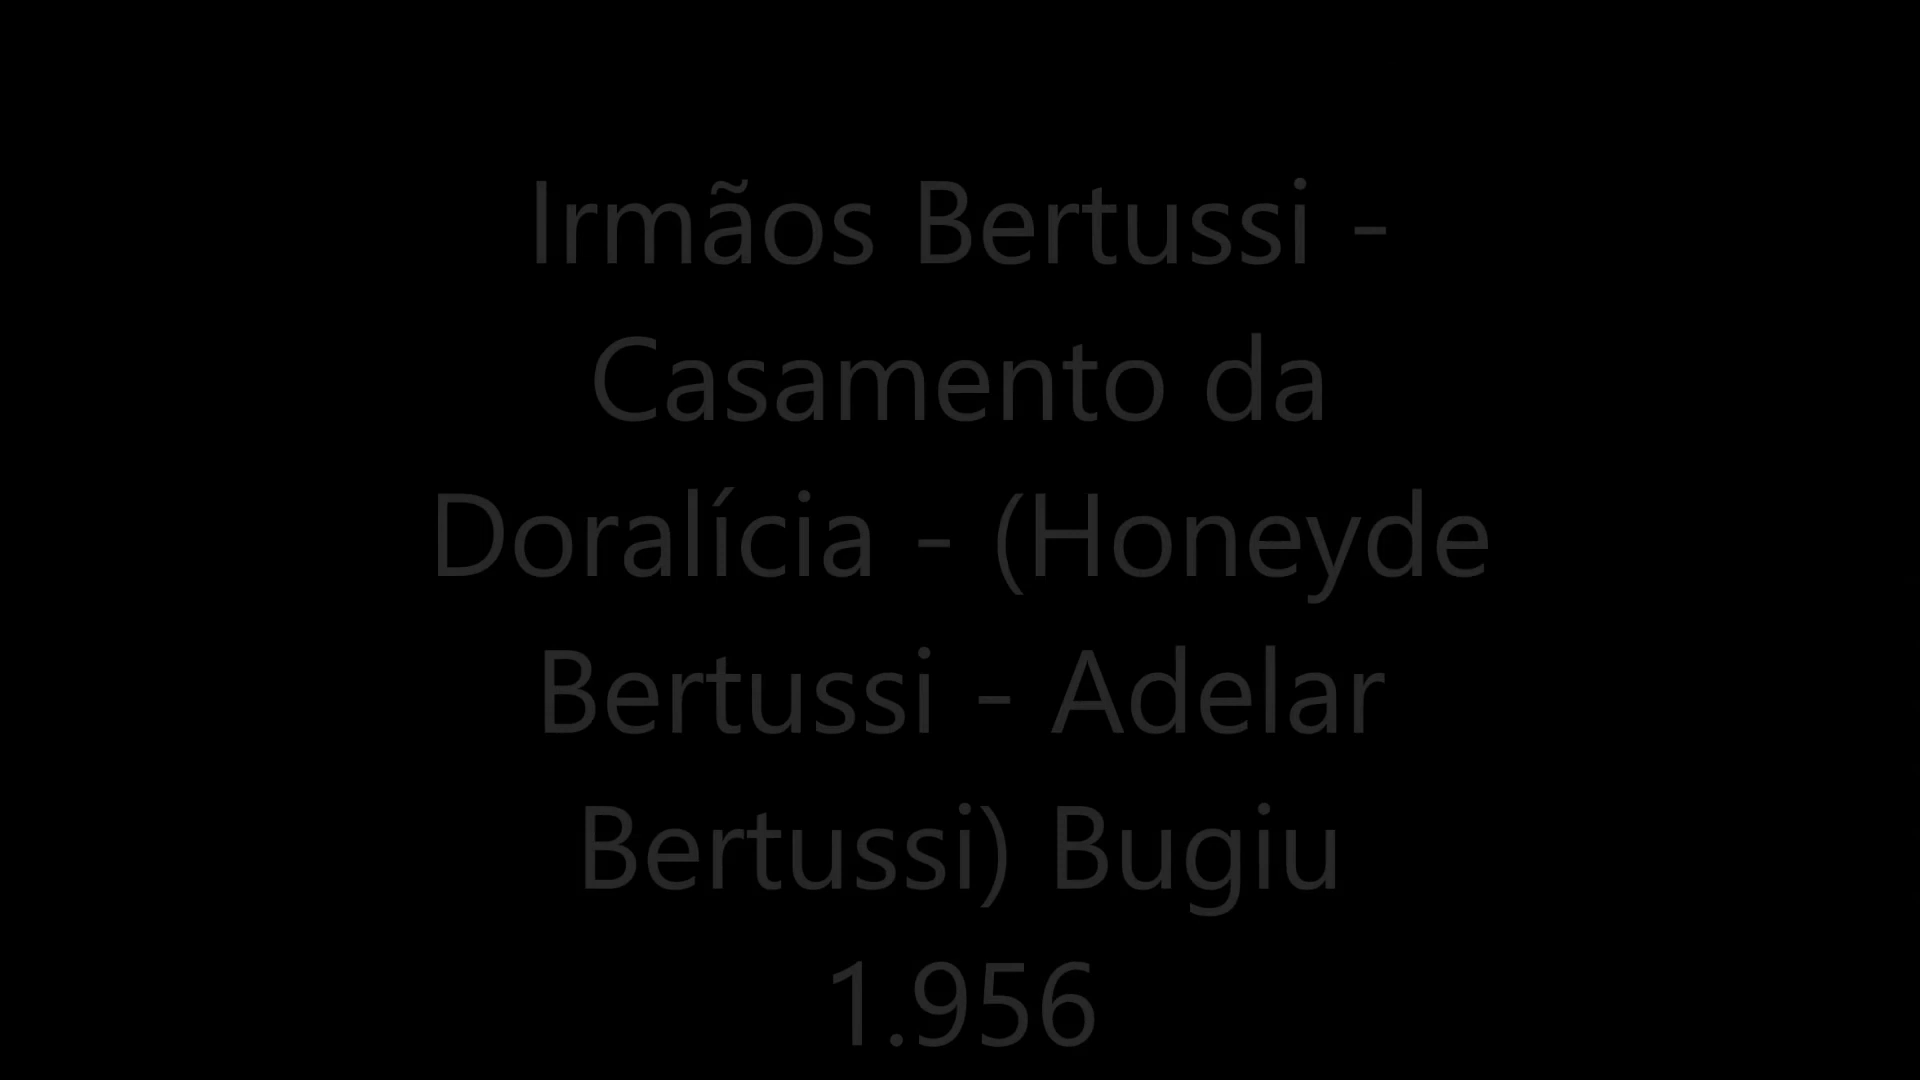 Irmãos Bertussi -
Casamento da
Doralícia - (Honeyde
Bertussi - Adelar
Bertussi) Bugiu
1.956